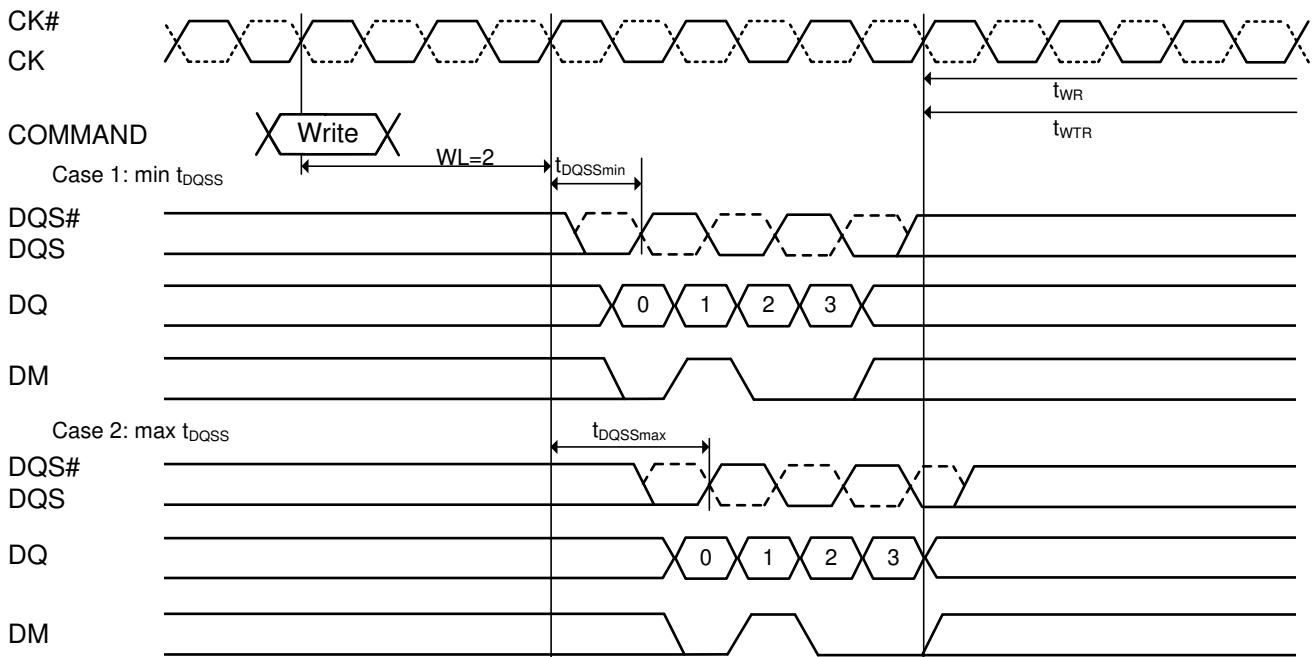 CK#
CK
tWR
COMMAND Write tWTR
WL=2 tDQSSmin
Case 1: min tDQSS
DQS#
DQS
DQ 0 1 2 3
DM
Case 2: max tDQSS tDQSSmax
DQS#
DQS
DQ 0 1 2 3
DM